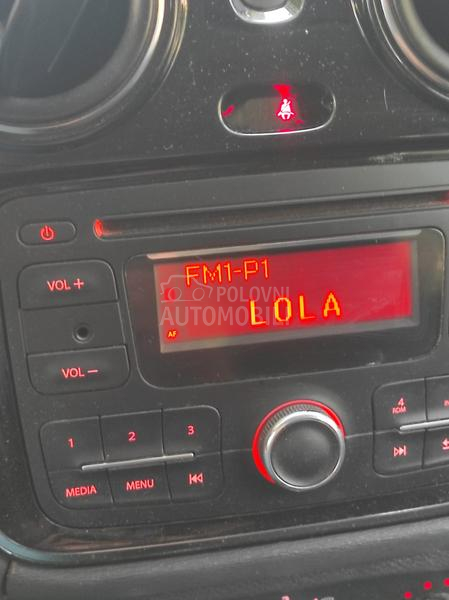 VOL +
FM1-P1
LOLA
AF
POLOVNI
AUTOMOBILI
VOL −
1 2 3
4
RDM
MEDIA MENU